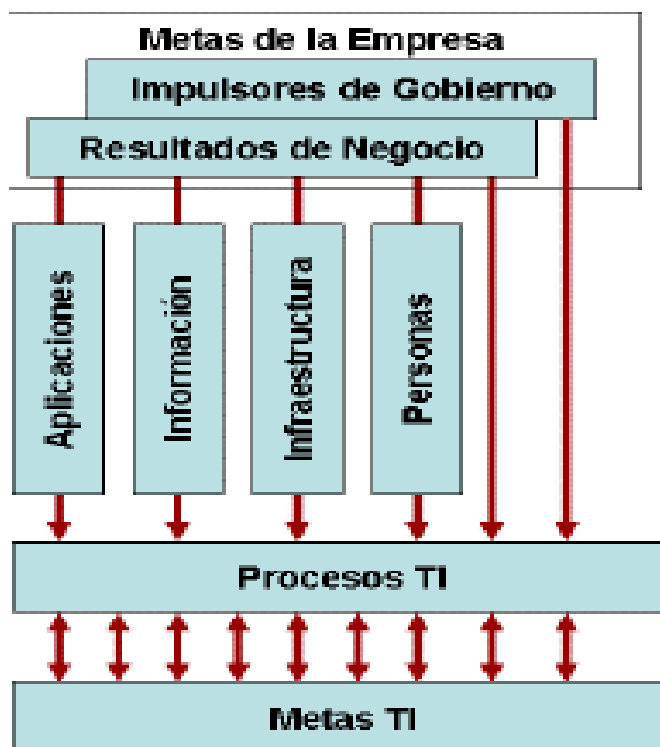 Metas de la Empresa
Impulsores de Gobierno
Resultados de Negocio
Aplicaciones
Información
Infraestructura
Personas
Procesos TI
Metas TI